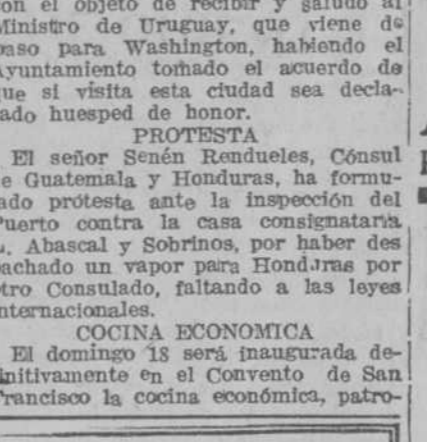 con el objeto de recibir y saludo al
Ministro de Uruguay, que viene de
paso para Washington, habiendo el
Ayuntamiento tomado el acuerdo de
que si visita esta ciudad sea decla-
ado huesped de honor.
PROTESTA
El señor Senén Rendueles, Cónsul
e Guatemala y Honduras, ha formu-
ado protesta ante la inspección del
Puerto contra la casa consignataria
. Abascal y Sobrinos, por haber des
pachado un vapor para Honduras por
otro Consulado, faltando a las leyes
internacionales.
COCINA ECONOMICA
El domingo 18 será inaugurada de-
finitivamente en el Convento de San
Francisco la cocina económica, patro-